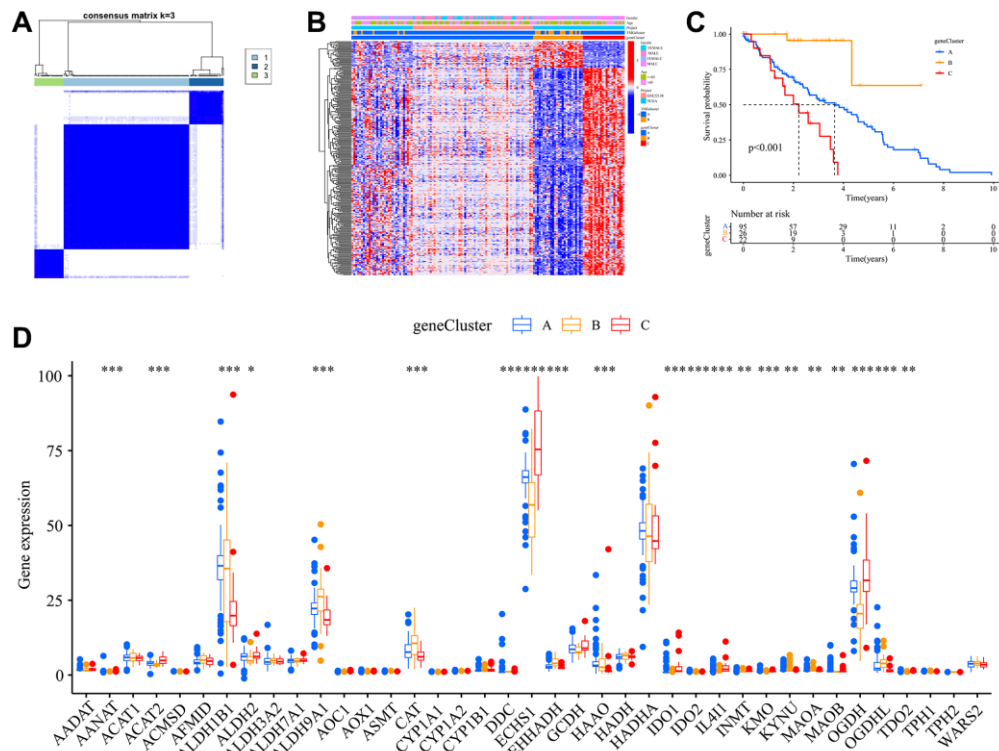 A
consensus matrix k=3
1
2
3
B
Gender
Age
Project
geneCluster
C
geneCluster
A
B
C
Survival probability
1.00
0.75
0.50
0.25
0.00
p<0.001
0 2 4 6 8 10
Time(years)
Number at risk
geneCluster
A 95 57 29 11 2 0
B 26 19 3 1 0 0
C 22 9 0 0 0 0
0 2 4 6 8 10
Time(years)
D
geneCluster A B C
Gene expression
100
75
50
25
0
*** *** *** * *** *** *** *** *** *** *** *** *** ** *** ** ** ** *** *** **
AADAT
AANAT
ACAT1
ACAT2
ACMSD
AFMID
ALDH1B1
ALDH2
ALDH3A2
ALDH7A1
ALDH9A1
AOC1
AOX1
ASMT
CAT
CYP1A1
CYP1A2
CYP1B1
DDC
ECHS1
EHHADH
GCDH
HAAO
HADH
HADHA
IDO1
IDO2
IL4I1
INMT
KMO
KYNU
MAOA
MAOB
OGDH
OGDHL
TDO2
TPH1
TPH2
WARS2